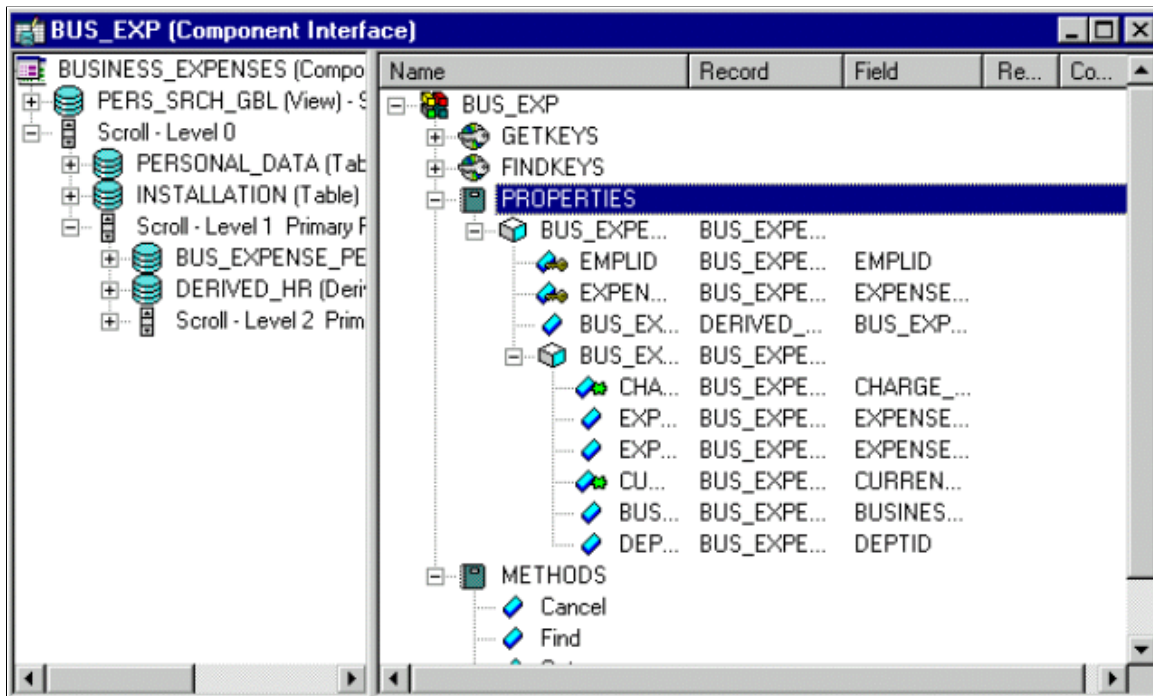 BUS_EXP (Component Interface)
BUSINESS_EXPENSES (Compo
PERS_SRCH_GBL (View) - S
Scroll - Level 0
PERSONAL_DATA (Tab
INSTALLATION (Table)
Scroll - Level 1 Primary R
BUS_EXPENSE_PE
DERIVED_HR (Deri
Scroll - Level 2 Prim
Name Record Field Re... Co...
BUS_EXP
GETKEYS
FINDKEYS
PROPERTIES
BUS_EXPE... BUS_EXPE...
EMPLID BUS_EXPE... EMPLID
EXPEN... BUS_EXPE... EXPENSE...
BUS_EX... DERIVED_... BUS_EXP...
BUS_EX... BUS_EXPE...
CHA... BUS_EXPE... CHARGE_...
EXP... BUS_EXPE... EXPENSE...
EXP... BUS_EXPE... EXPENSE...
CU... BUS_EXPE... CURREN...
BUS... BUS_EXPE... BUSINES...
DEP... BUS_EXPE... DEPTID
METHODS
Cancel
Find